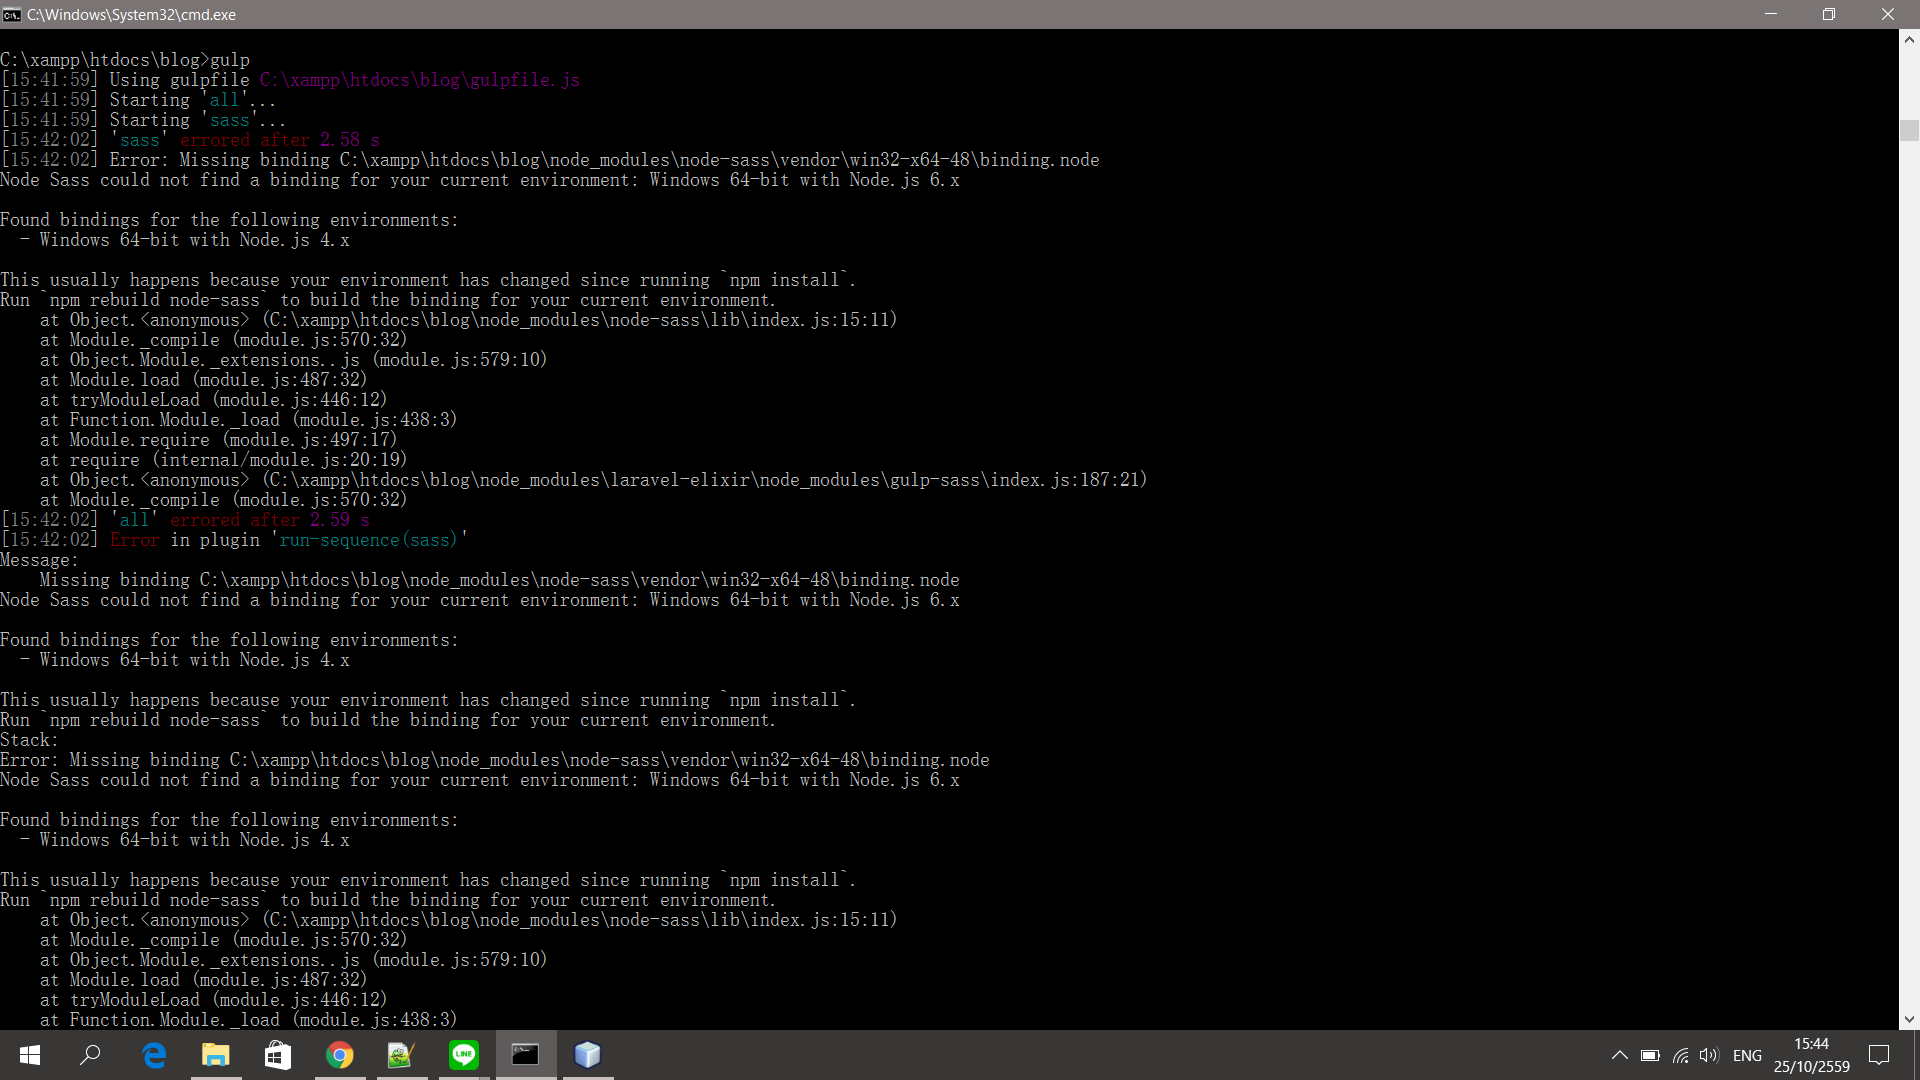 C:\Windows\System32\cmd.exe
C:\xampp\htdocs\blog>gulp
[15:41:59] Using gulpfile C:\xampp\htdocs\blog\gulpfile.js
[15:41:59] Starting 'all'...
[15:41:59] Starting 'sass'...
[15:42:02] 'sass' errored after 2.58 s
[15:42:02] Error: Missing binding C:\xampp\htdocs\blog\node_modules\node-sass\vendor\win32-x64-48\binding.node
Node Sass could not find a binding for your current environment: Windows 64-bit with Node.js 6.x
Found bindings for the following environments:
  - Windows 64-bit with Node.js 4.x
This usually happens because your environment has changed since running `npm install`.
Run `npm rebuild node-sass` to build the binding for your current environment.
    at Object.<anonymous> (C:\xampp\htdocs\blog\node_modules\node-sass\lib\index.js:15:11)
    at Module._compile (module.js:570:32)
    at Object.Module._extensions..js (module.js:579:10)
    at Module.load (module.js:487:32)
    at tryModuleLoad (module.js:446:12)
    at Function.Module._load (module.js:438:3)
    at Module.require (module.js:497:17)
    at require (internal/module.js:20:19)
    at Object.<anonymous> (C:\xampp\htdocs\blog\node_modules\laravel-elixir\node_modules\gulp-sass\index.js:187:21)
    at Module._compile (module.js:570:32)
[15:42:02] 'all' errored after 2.59 s
[15:42:02] Error in plugin 'run-sequence(sass)'
Message:
    Missing binding C:\xampp\htdocs\blog\node_modules\node-sass\vendor\win32-x64-48\binding.node
Node Sass could not find a binding for your current environment: Windows 64-bit with Node.js 6.x
Found bindings for the following environments:
  - Windows 64-bit with Node.js 4.x
This usually happens because your environment has changed since running `npm install`.
Run `npm rebuild node-sass` to build the binding for your current environment.
Stack:
Error: Missing binding C:\xampp\htdocs\blog\node_modules\node-sass\vendor\win32-x64-48\binding.node
Node Sass could not find a binding for your current environment: Windows 64-bit with Node.js 6.x
Found bindings for the following environments:
  - Windows 64-bit with Node.js 4.x
This usually happens because your environment has changed since running `npm install`.
Run `npm rebuild node-sass` to build the binding for your current environment.
    at Object.<anonymous> (C:\xampp\htdocs\blog\node_modules\node-sass\lib\index.js:15:11)
    at Module._compile (module.js:570:32)
    at Object.Module._extensions..js (module.js:579:10)
    at Module.load (module.js:487:32)
    at tryModuleLoad (module.js:446:12)
    at Function.Module._load (module.js:438:3)
LINE
ENG
15:44
25/10/2559